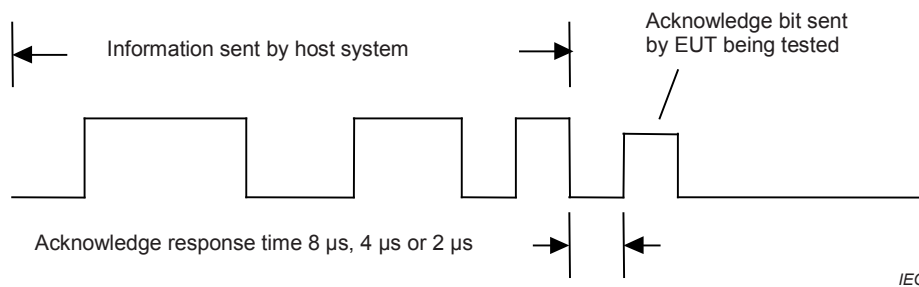 Information sent by host system
Acknowledge bit sent
by EUT being tested
Acknowledge response time 8 µs, 4 µs or 2 µs